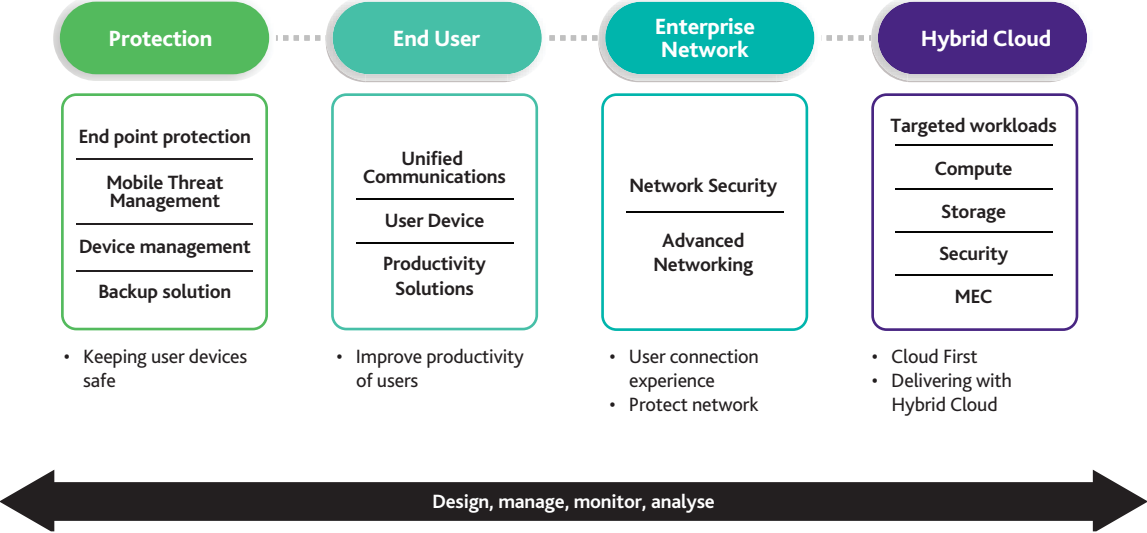 Protection
End User
Enterprise
Network
Hybrid Cloud
End point protection
Mobile Threat
Management
Device management
Backup solution
Unified
Communications
User Device
Productivity
Solutions
Network Security
Advanced
Networking
Targeted workloads
Compute
Storage
Security
MEC
• Keeping user devices
safe
• Improve productivity
of users
• User connection
experience
• Protect network
• Cloud First
• Delivering with
Hybrid Cloud
Design, manage, monitor, analyse